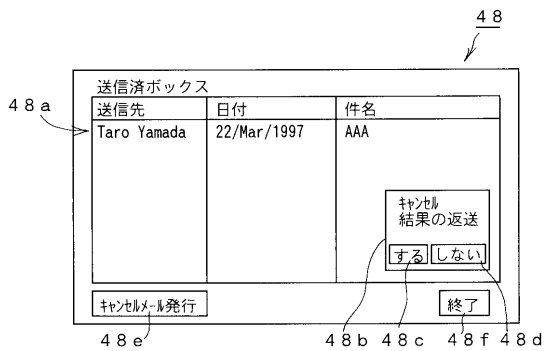 48
送信済ボックス
48a
送信先 日付 件名
Taro Yamada 22/Mar/1997 AAA
ｷｬﾝｾﾙ
結果の返送
する しない
ｷｬﾝｾﾙﾒｰﾙ発行 終了
48e 48b 48c 48f 48d